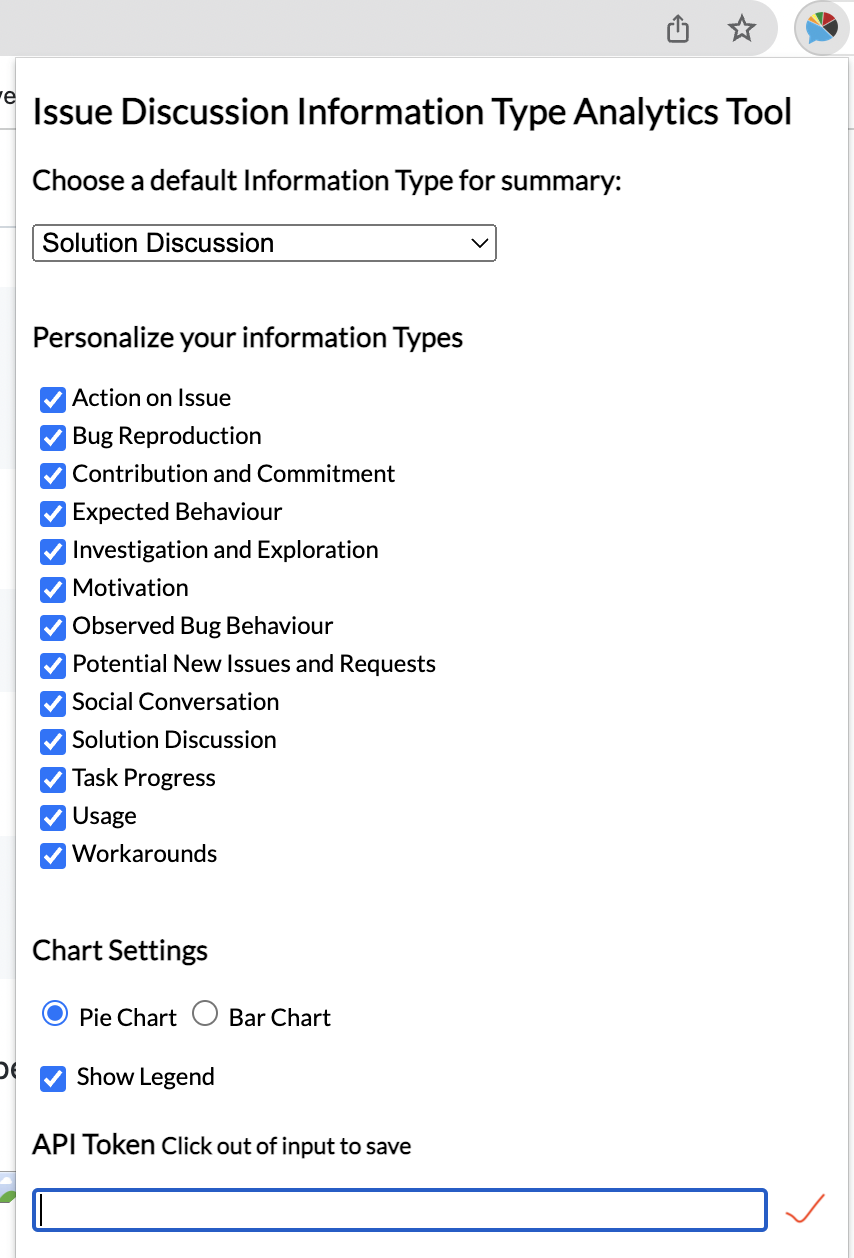 Issue Discussion Information Type Analytics Tool
Choose a default Information Type for summary:
Solution Discussion
Personalize your information Types
Action on Issue
Bug Reproduction
Contribution and Commitment
Expected Behaviour
Investigation and Exploration
Motivation
Observed Bug Behaviour
Potential New Issues and Requests
Social Conversation
Solution Discussion
Task Progress
Usage
Workarounds
Chart Settings
Pie Chart Bar Chart
Show Legend
API Token Click out of input to save